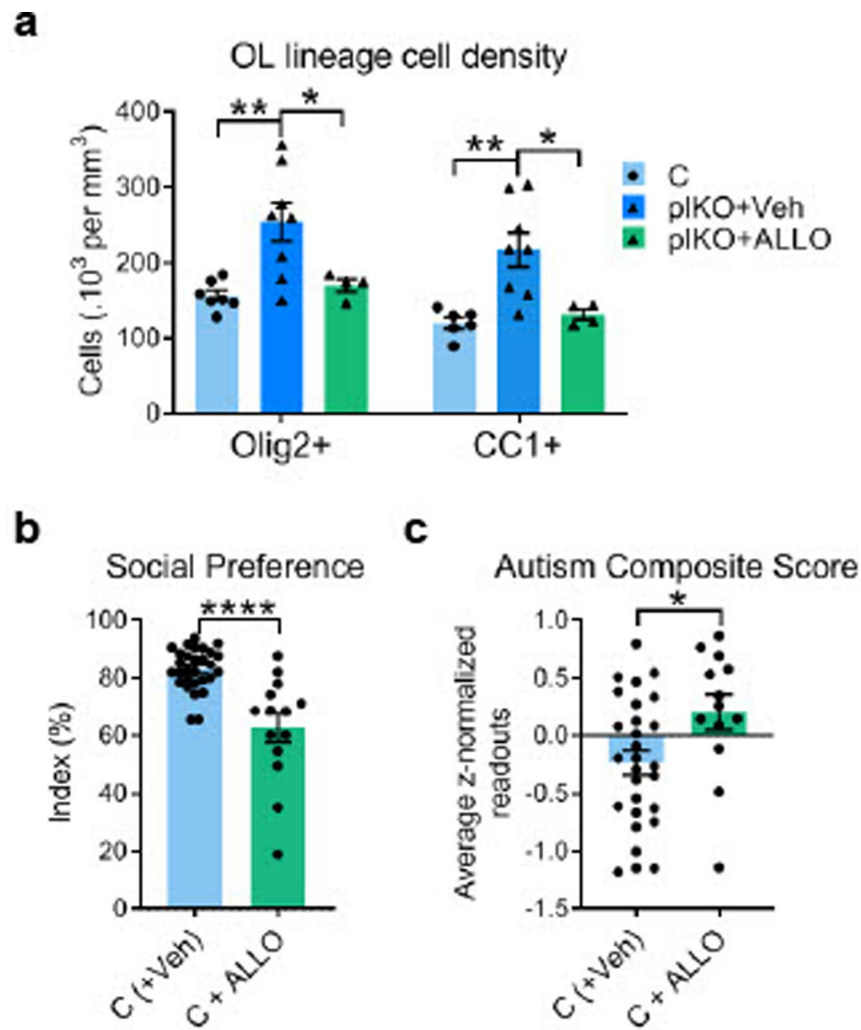 a
OL lineage cell density
Cells (.10³ per mm³)
400
300
200
100
0
** *
** *
Olig2+ CC1+
C
plKO+Veh
plKO+ALLO
b
Social Preference
Index (%)
100
80
60
40
20
0
****
C (+Veh)
C + ALLO
c
Autism Composite Score
Average z-normalized
readouts
1.0
0.5
0.0
-0.5
-1.0
-1.5
*
C (+Veh)
C + ALLO